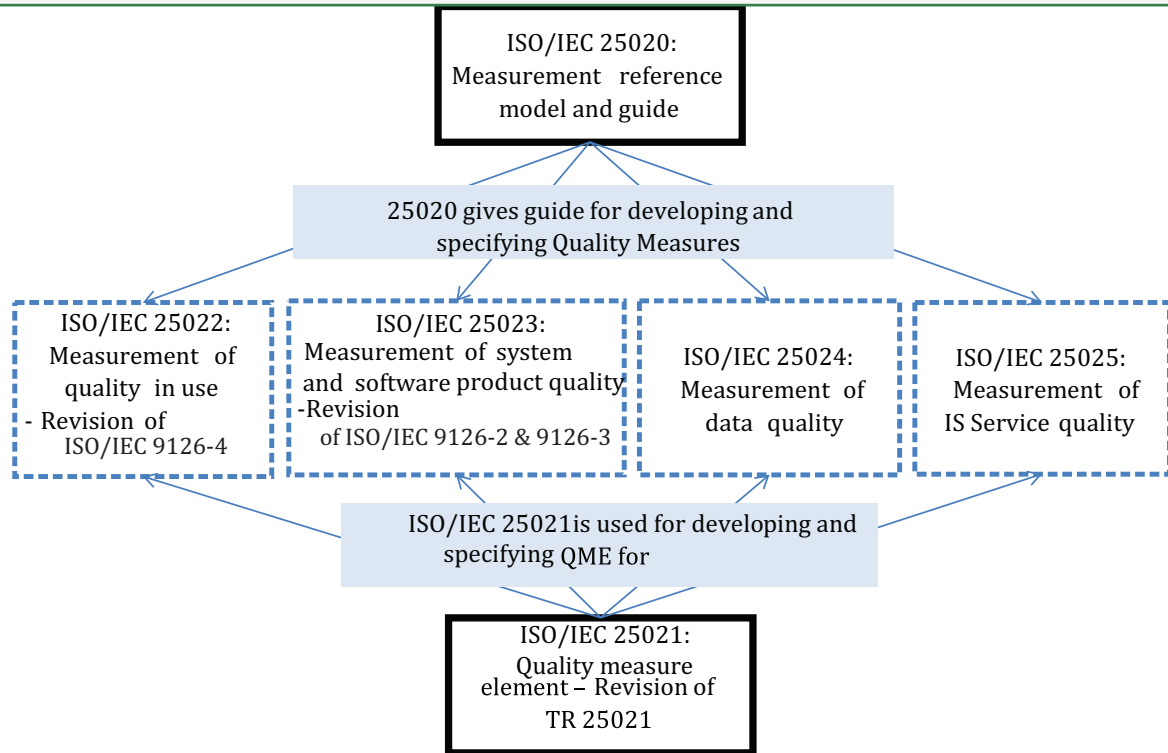 ISO/IEC 25020:
Measurement reference
model and guide
25020 gives guide for developing and
specifying Quality Measures
ISO/IEC 25022:
Measurement of
quality in use
- Revision of
ISO/IEC 9126-4
ISO/IEC 25023:
Measurement of system
and software product quality
-Revision
of ISO/IEC 9126-2 & 9126-3
ISO/IEC 25024:
Measurement of
data quality
ISO/IEC 25025:
Measurement of
IS Service quality
ISO/IEC 25021is used for developing and
specifying QME for
ISO/IEC 25021:
Quality measure
element – Revision of
TR 25021